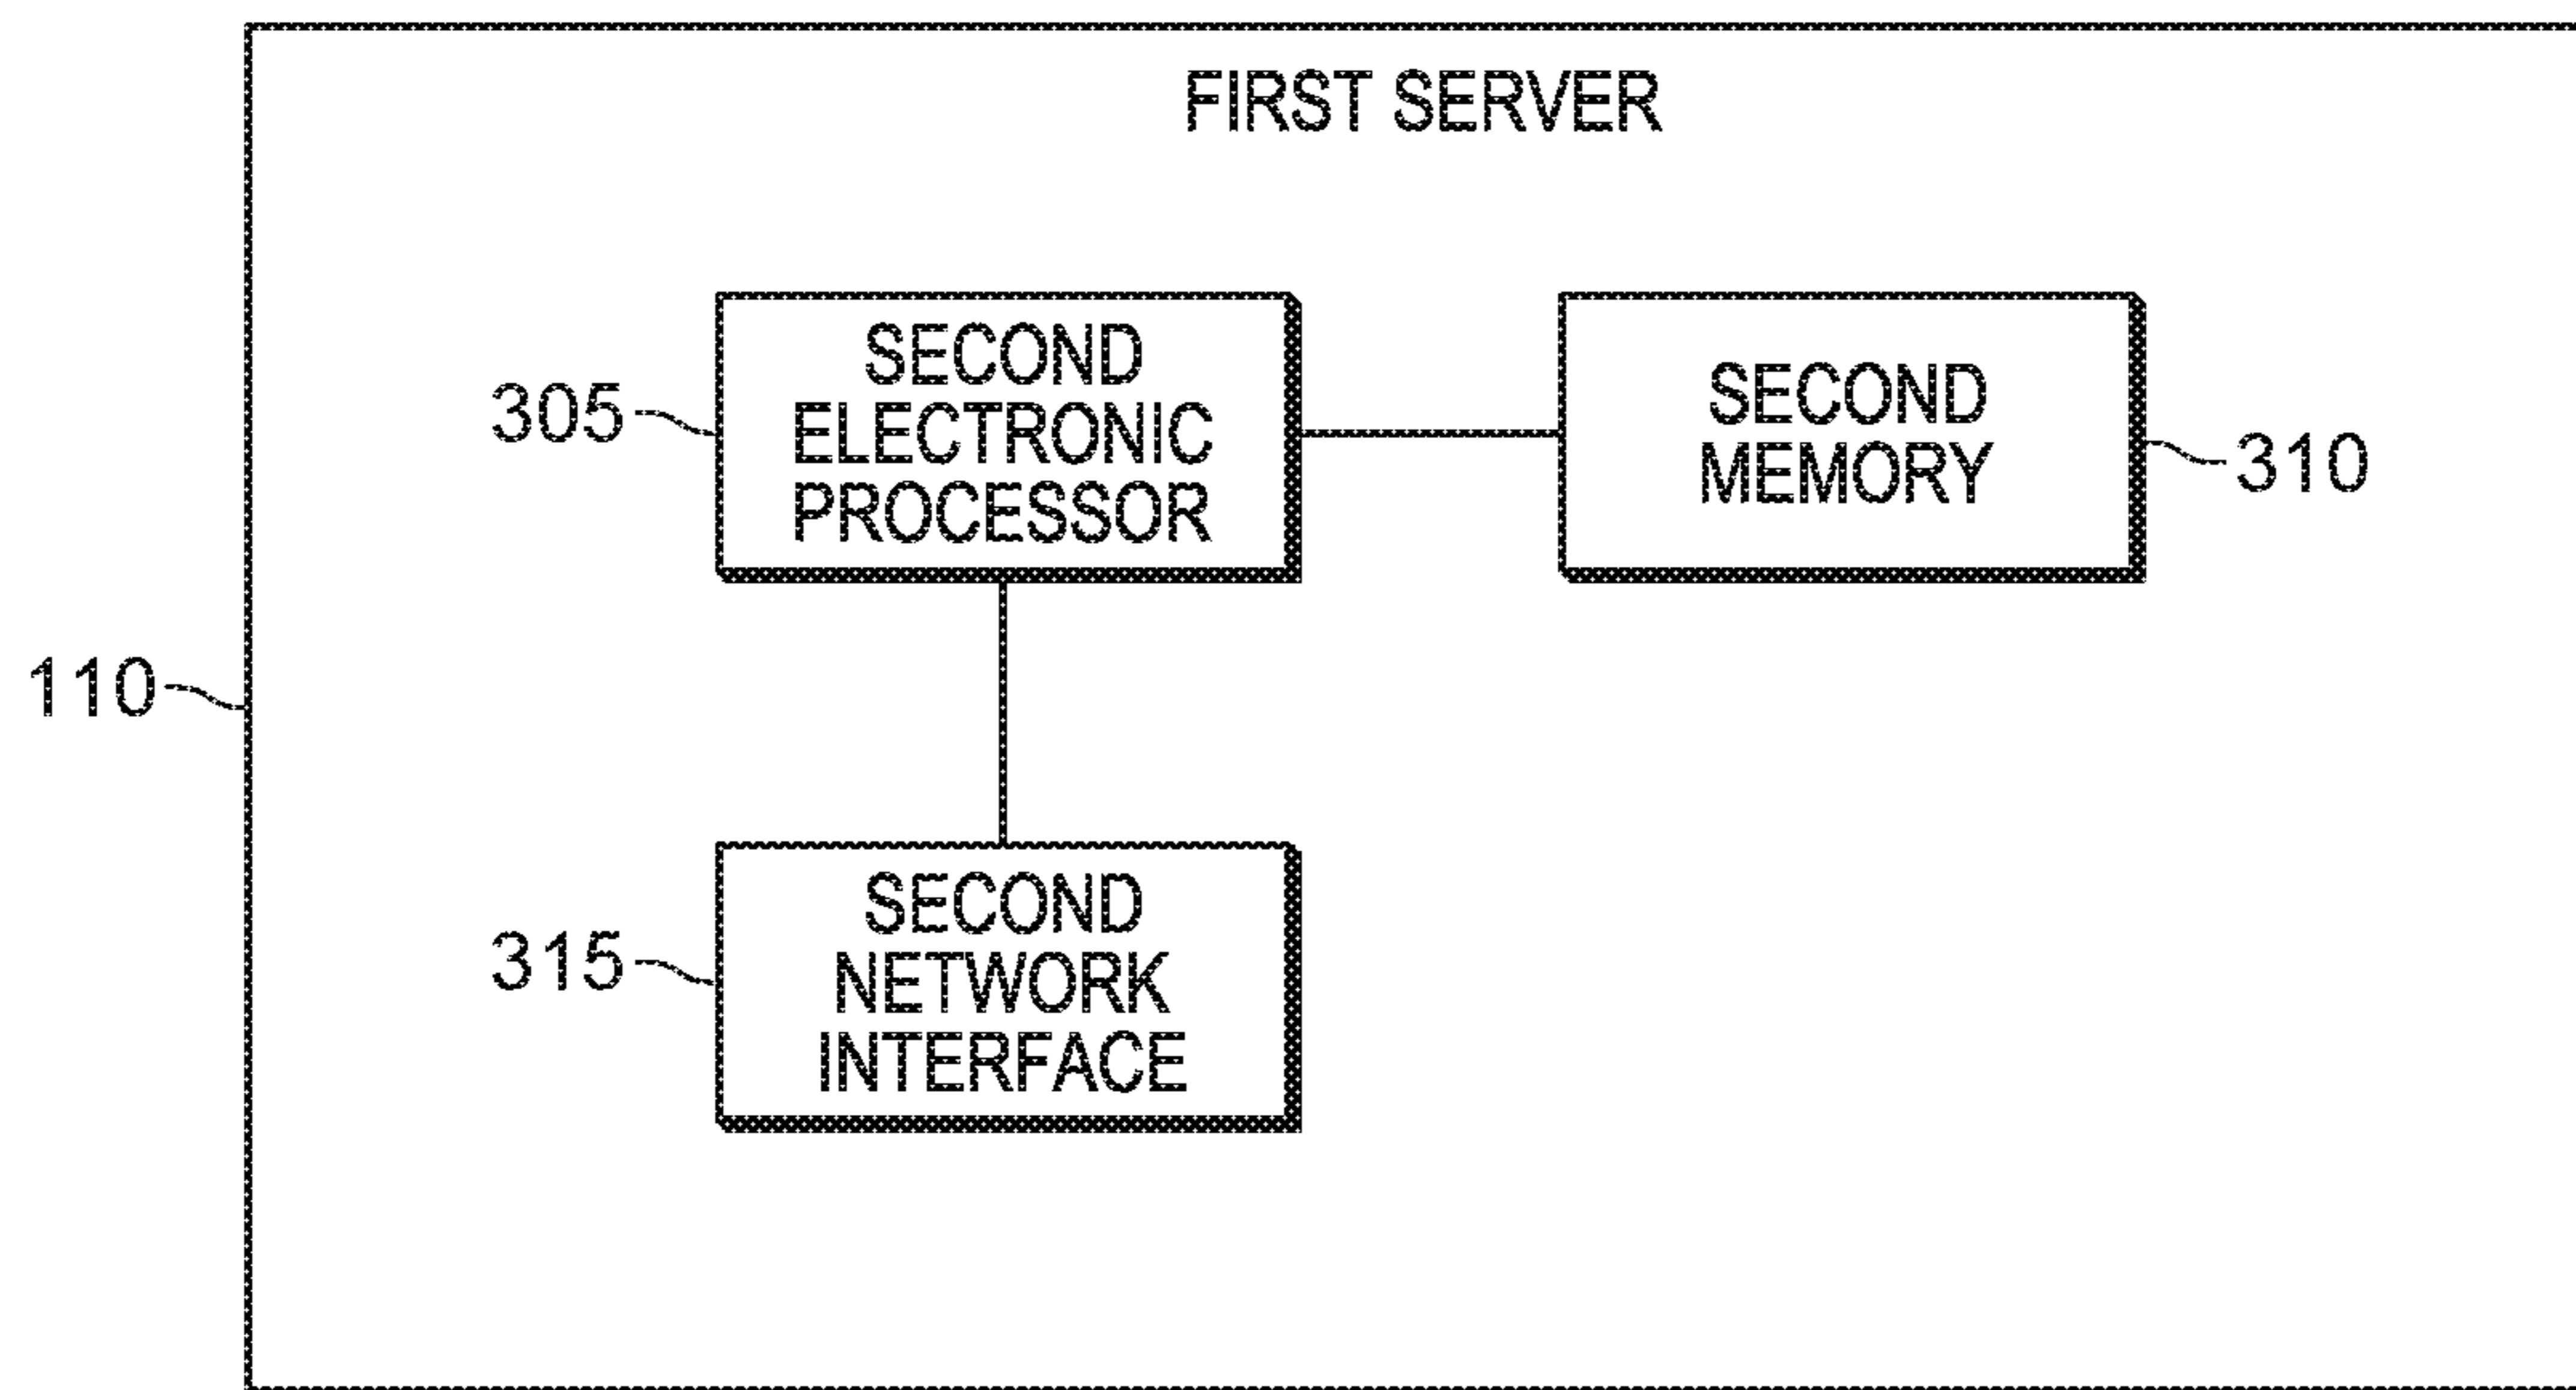 FIRST SERVER
305
SECOND
ELECTRONIC
PROCESSOR
SECOND
MEMORY
310
110
315
SECOND
NETWORK
INTERFACE